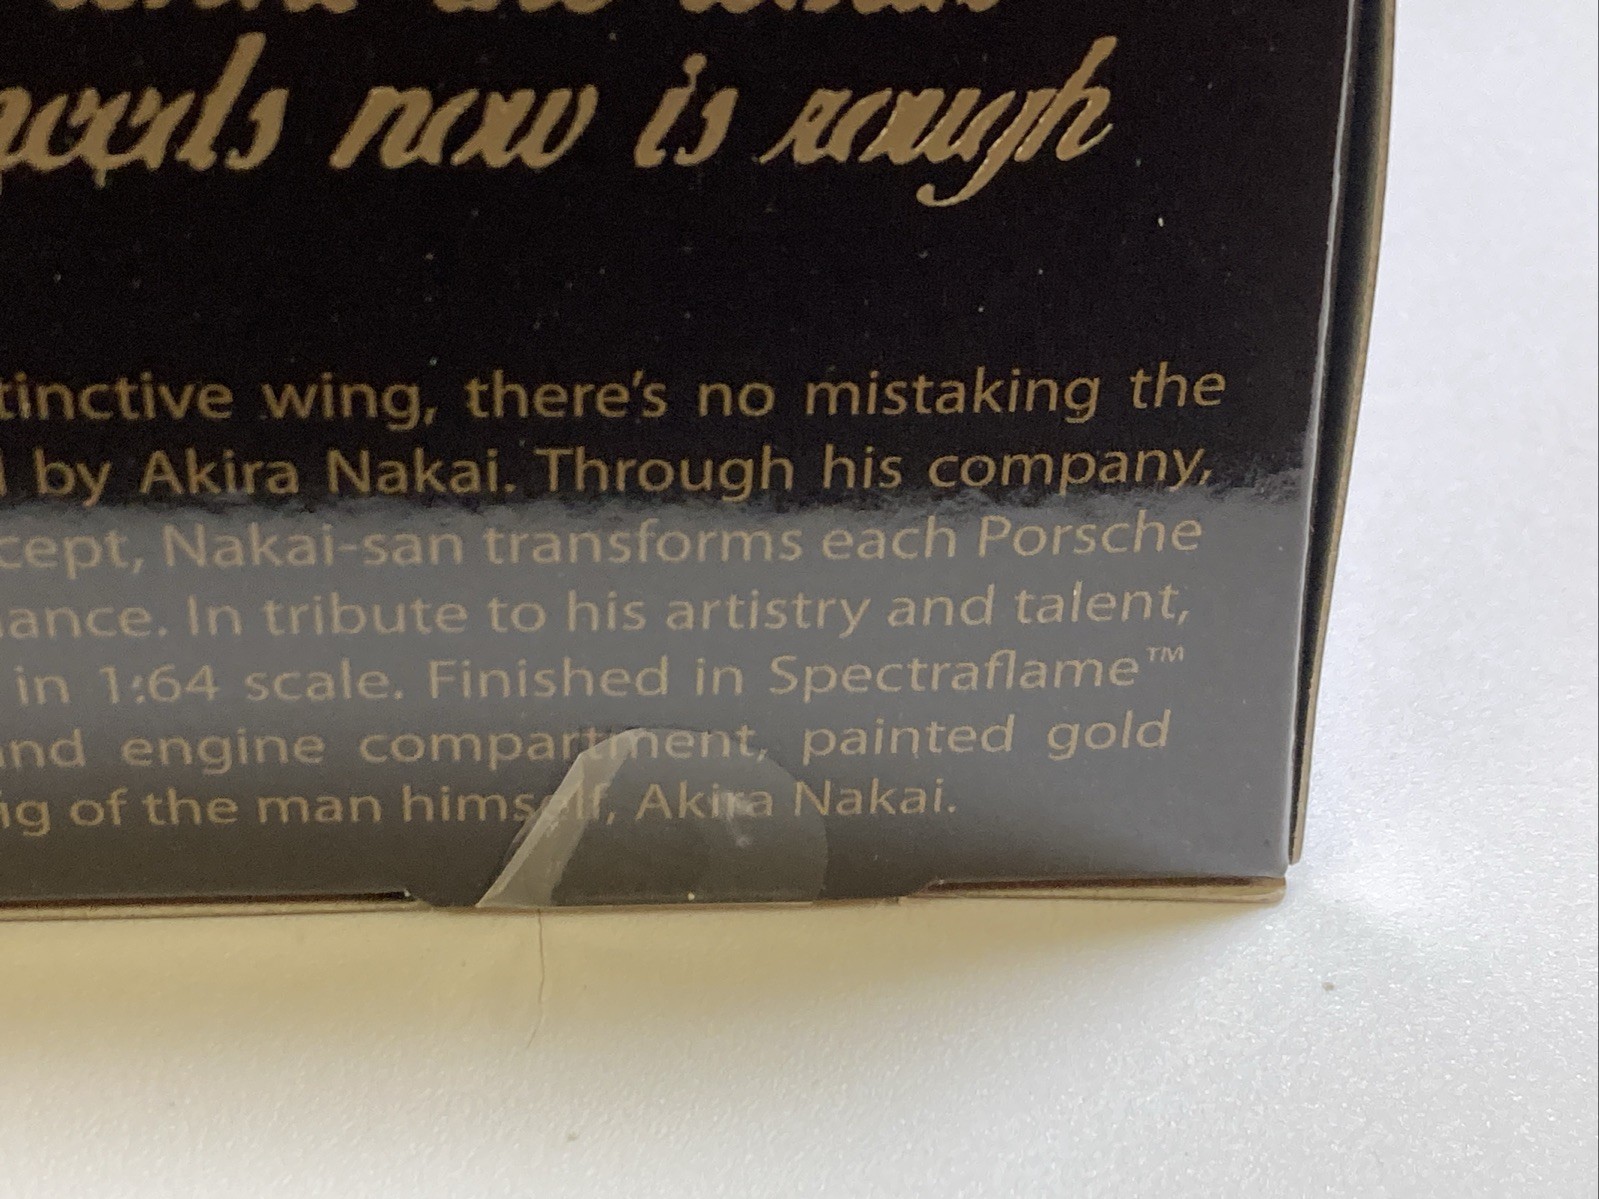 needs now is rough
tinctive wing, there's no mistaking the
by Akira Nakai. Through his company,
cept, Nakai-san transforms each Porsche
ance. In tribute to his artistry and talent,
in 1:64 scale. Finished in Spectraflame™
nd engine compartment, painted gold
g of the man himself, Akira Nakai.